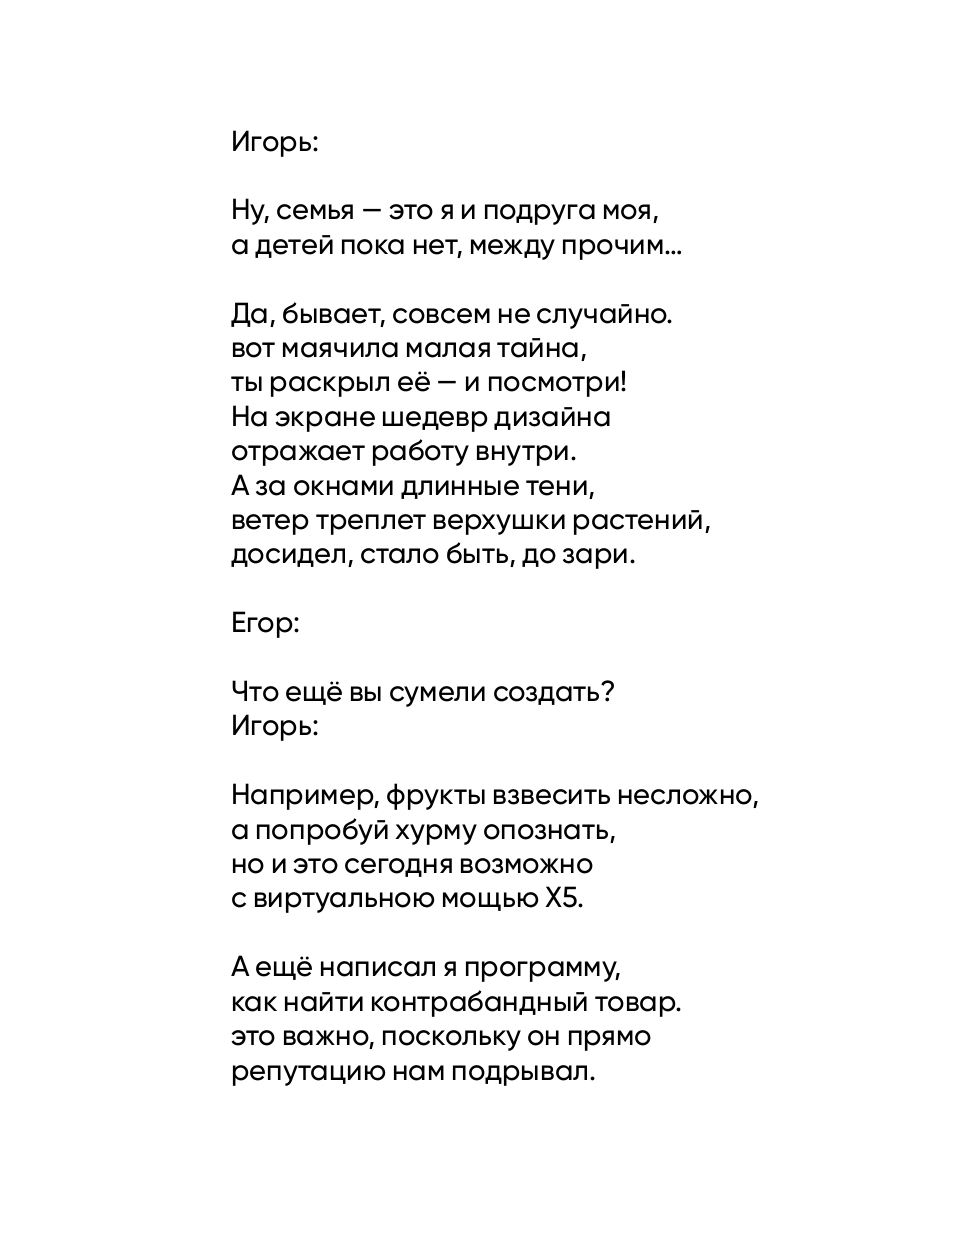 Игорь:
Ну, семья — это я и подруга моя,
а детей пока нет, между прочим...
Да, бывает, совсем не случайно.
вот маячила малая тайна,
ты раскрыл её — и посмотри!
На экране шедевр дизайна
отражает работу внутри.
А за окнами длинные тени,
ветер треплет верхушки растений,
досидел, стало быть, до зари.
Егор:
Что ещё вы сумели создать?
Игорь:
Например, фрукты взвесить несложно,
а попробуй хурму опознать,
но и это сегодня возможно
с виртуальною мощью X5.
А ещё написал я программу,
как найти контрабандный товар.
это важно, поскольку он прямо
репутацию нам подрывал.